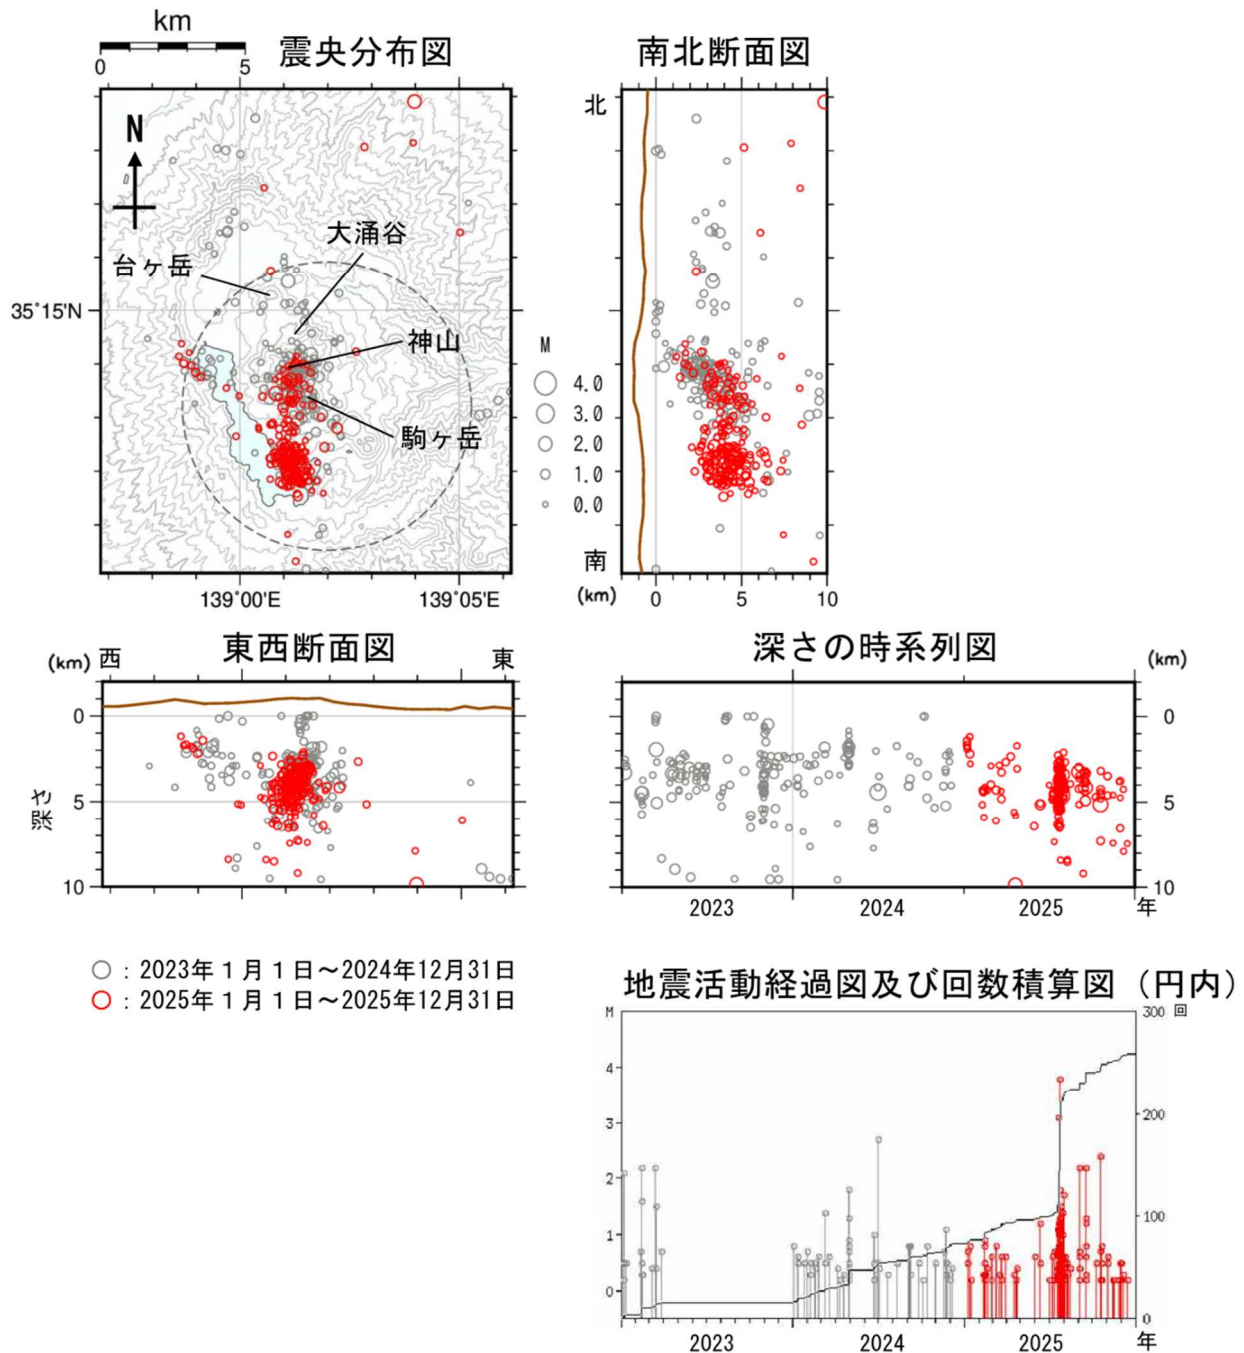 km
0 5
震央分布図
N
大涌谷
台ヶ岳
35°15'N
神山
駒ヶ岳
139°00'E 139°05'E
M
4.0
3.0
2.0
1.0
0.0
南北断面図
北
南
(km) 0 5 10
東西断面図
(km) 西 東
0
5
10
深さ
深さの時系列図
(km)
0
5
10
2023 2024 2025 年
○ : 2023年1月1日～2024年12月31日
○ : 2025年1月1日～2025年12月31日
地震活動経過図及び回数積算図（円内）
M 300 回
4
3
2
1
0
200
100
0
2023 2024 2025 年